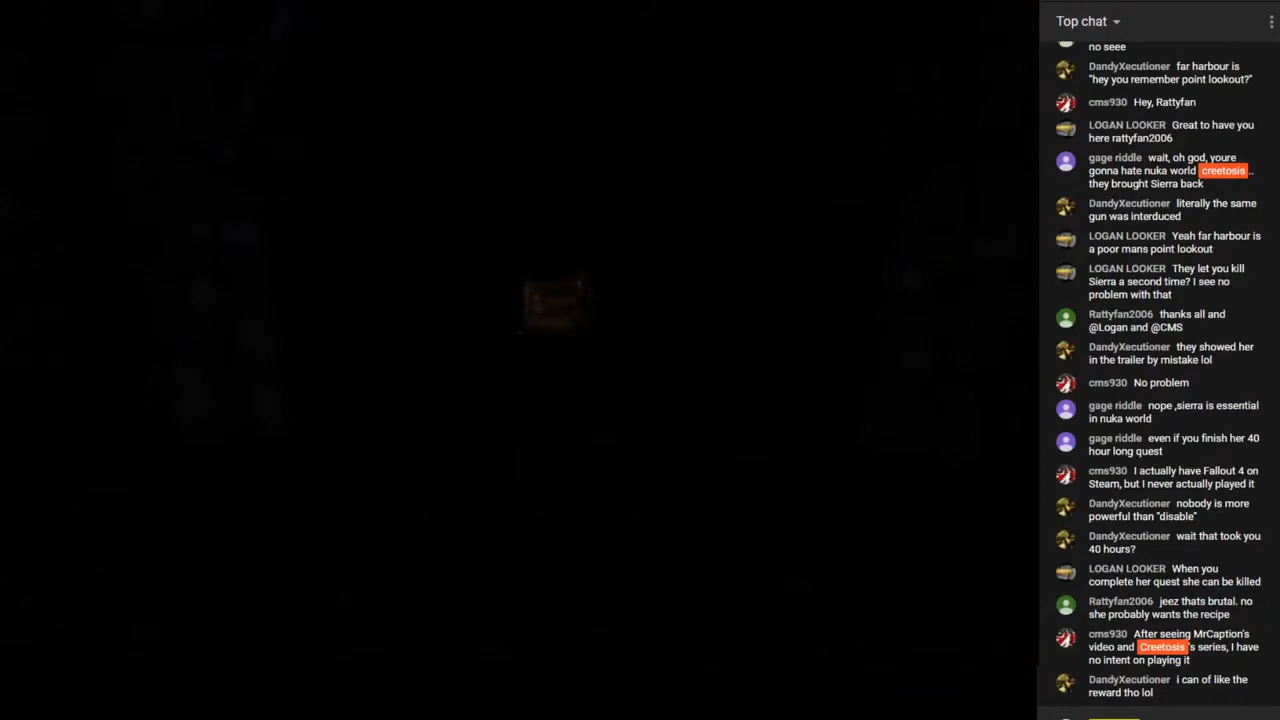 Top chat
no seee
DandyXecutioner far harbour is
"hey you remember point lookout?"
cms930 Hey, Rattyfan
LOGAN LOOKER Great to have you
here rattyfan2006
gage riddle wait, oh god, youre
gonna hate nuka world creetosis ..
they brought Sierra back
DandyXecutioner literally the same
gun was interduced
LOGAN LOOKER Yeah far harbour is
a poor mans point lookout
LOGAN LOOKER They let you kill
Sierra a second time? I see no
problem with that
Rattyfan2006 thanks all and
@Logan and @CMS
DandyXecutioner they showed her
in the trailer by mistake lol
cms930 No problem
gage riddle nope ,sierra is essential
in nuka world
gage riddle even if you finish her 40
hour long quest
cms930 I actually have Fallout 4 on
Steam, but I never actually played it
DandyXecutioner nobody is more
powerful than "disable"
DandyXecutioner wait that took you
40 hours?
LOGAN LOOKER When you
complete her quest she can be killed
Rattyfan2006 jeez thats brutal. no
she probably wants the recipe
cms930 After seeing MrCaption's
video and Creetosis 's series, I have
no intent on playing it
DandyXecutioner i can of like the
reward tho lol